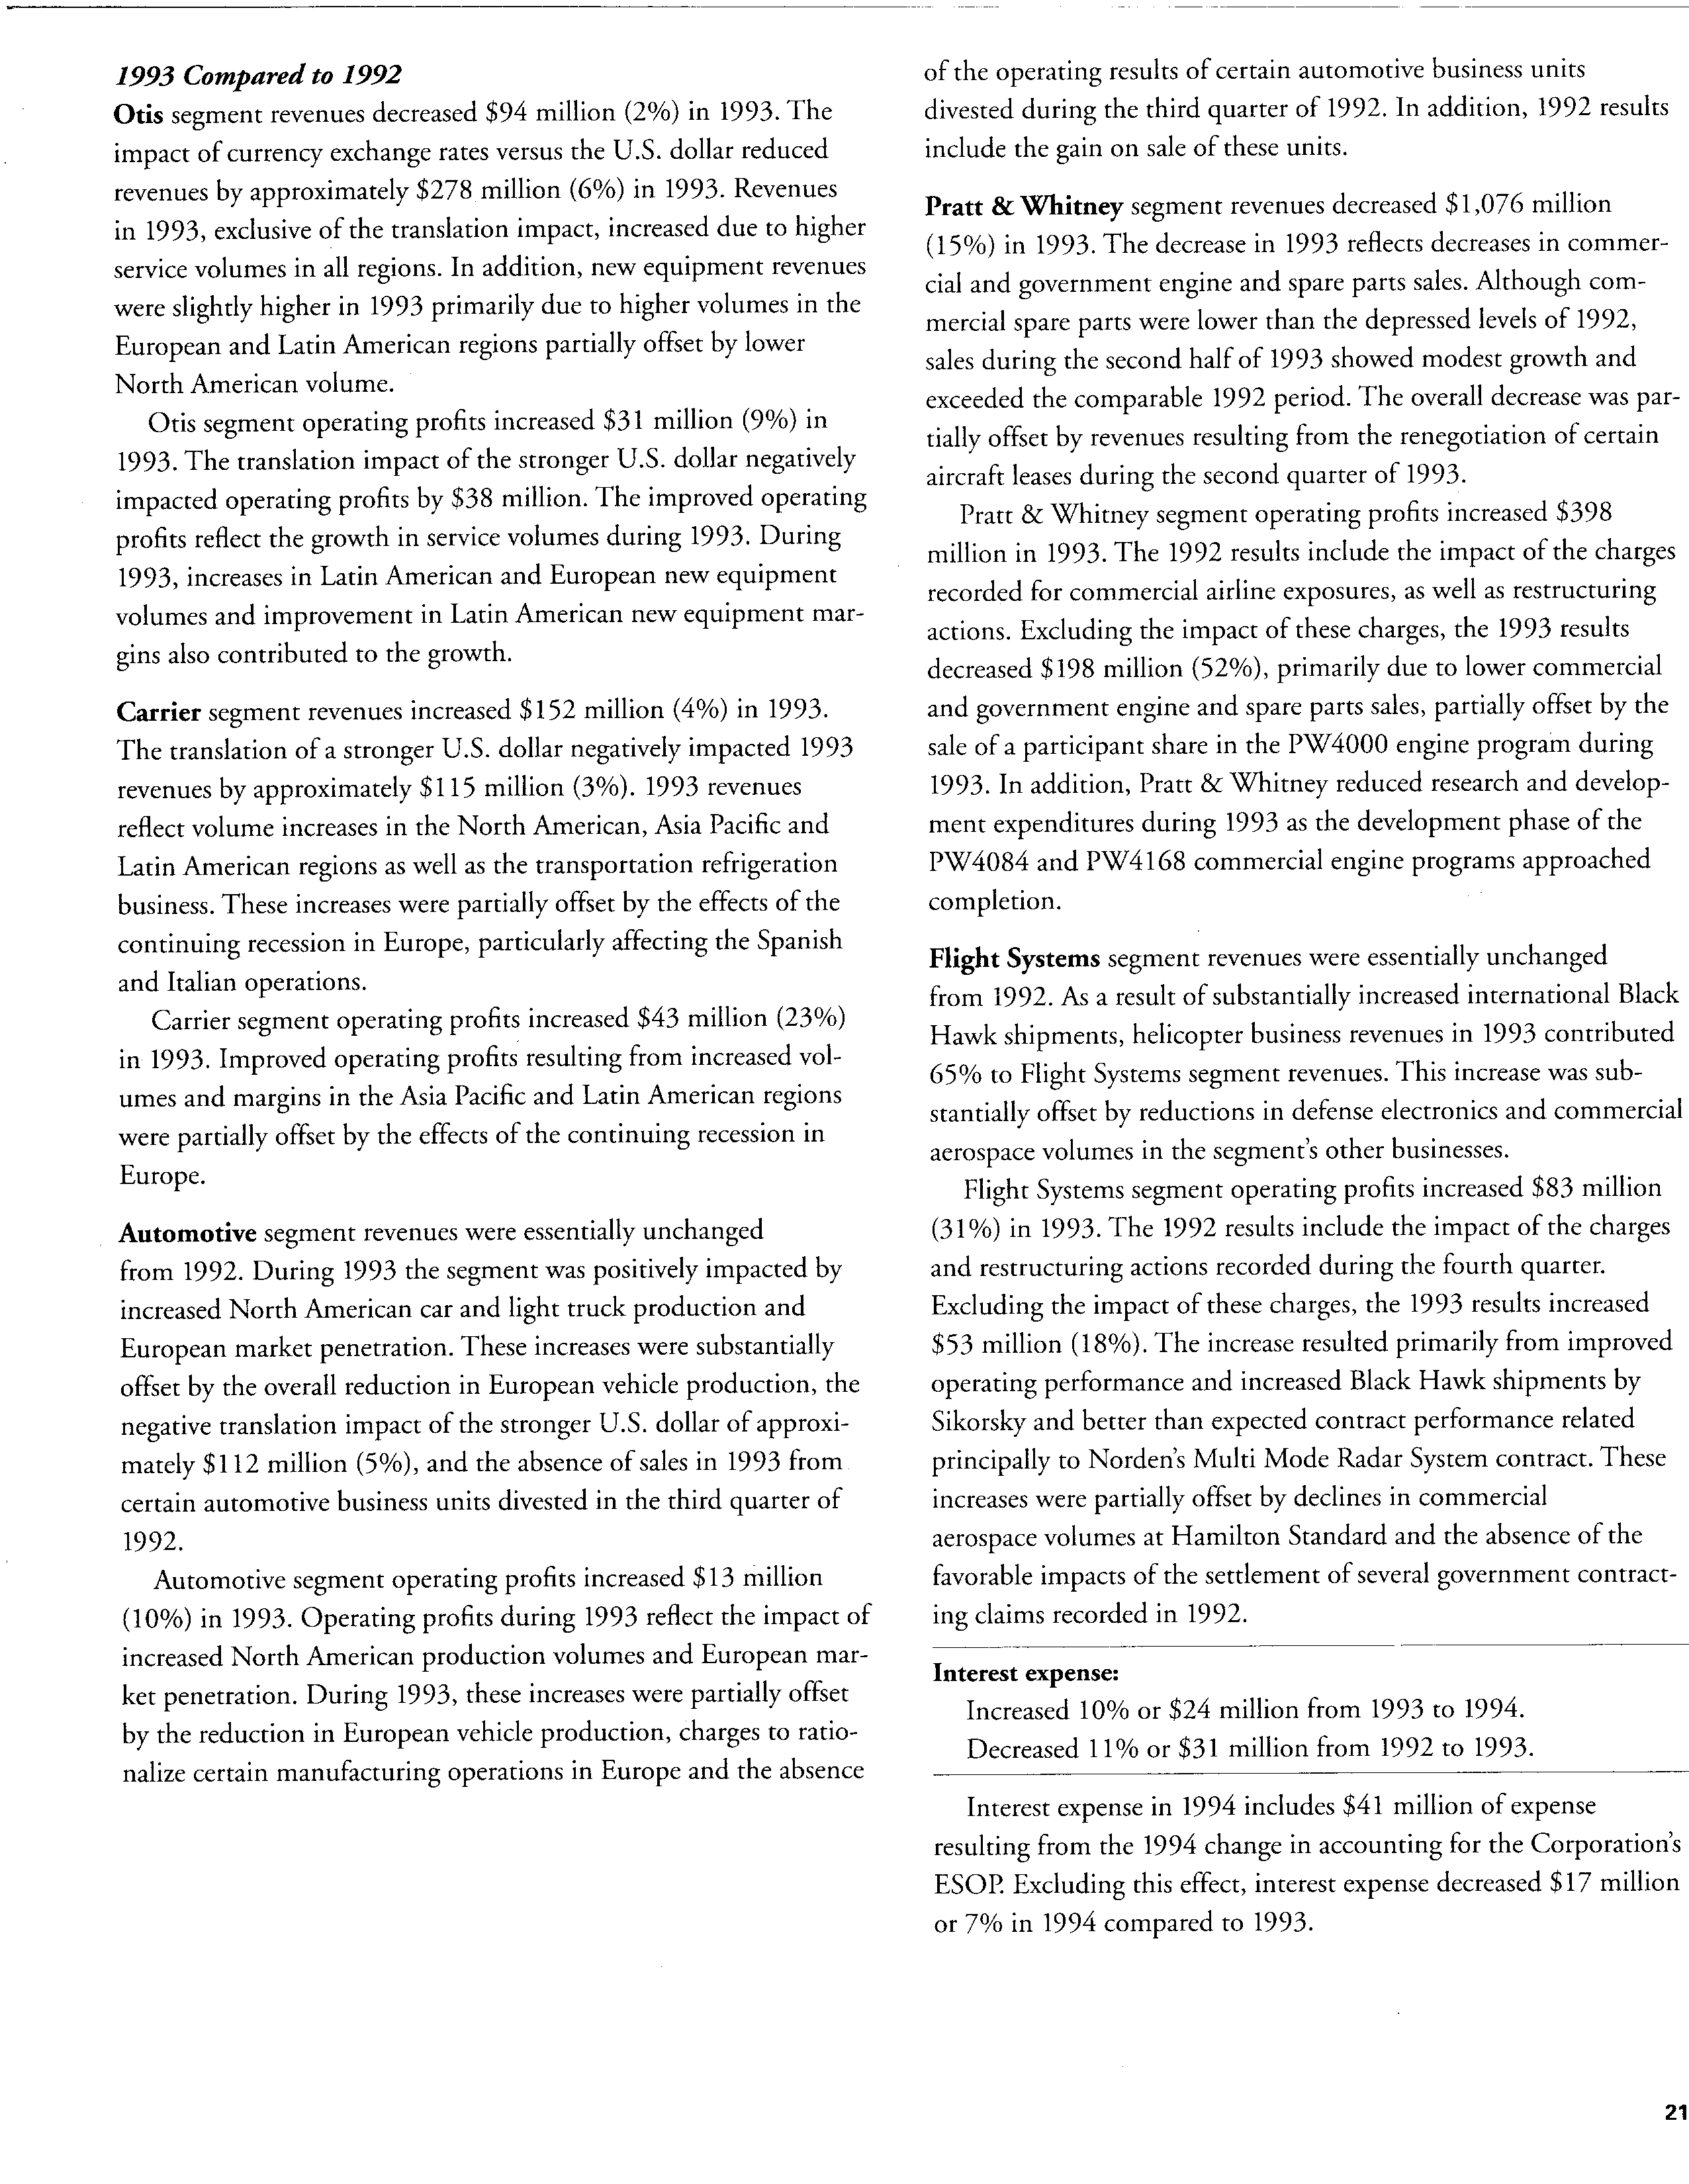 1993 Compared to 1992
Otis segment revenues decreased $94 million (2%) in 1993. The
impact of currency exchange rates versus the U.S. dollar reduced
revenues by approximately $278 million (6%) in 1993. Revenues
in 1993, exclusive of the translation impact, increased due to higher
service volumes in all regions. In addition, new equipment revenues
were slightly higher in 1993 primarily due to higher volumes in the
European and Latin American regions partially offset by lower
North American volume.
Otis segment operating profits increased $31 million (9%) in
1993. The translation impact of the stronger U.S. dollar negatively
impacted operating profits by $38 million. The improved operating
profits reflect the growth in service volumes during 1993. During
1993, increases in Latin American and European new equipment
volumes and improvement in Latin American new equipment mar-
gins also contributed to the growth.
Carrier segment revenues increased $152 million (4%) in 1993.
The translation of a stronger U.S. dollar negatively impacted 1993
revenues by approximately $115 million (3%). 1993 revenues
reflect volume increases in the North American, Asia Pacific and
Latin American regions as well as the transportation refrigeration
business. These increases were partially offset by the effects of the
continuing recession in Europe, particularly affecting the Spanish
and Italian operations.
Carrier segment operating profits increased $43 million (23%)
in 1993. Improved operating profits resulting from increased vol-
umes and margins in the Asia Pacific and Latin American regions
were partially offset by the effects of the continuing recession in
Europe.
Automotive segment revenues were essentially unchanged
from 1992. During 1993 the segment was positively impacted by
increased North American car and light truck production and
European market penetration. These increases were substantially
offset by the overall reduction in European vehicle production, the
negative translation impact of the stronger U.S. dollar of approxi-
mately $112 million (5%), and the absence of sales in 1993 from
certain automotive business units divested in the third quarter of
1992.
Automotive segment operating profits increased $13 million
(10%) in 1993. Operating profits during 1993 reflect the impact of
increased North American production volumes and European mar-
ket penetration. During 1993, these increases were partially offset
by the reduction in European vehicle production, charges to ratio-
nalize certain manufacturing operations in Europe and the absence
of the operating results of certain automotive business units
divested during the third quarter of 1992. In addition, 1992 results
include the gain on sale of these units.
Pratt & Whitney segment revenues decreased $1,076 million
(15%) in 1993. The decrease in 1993 reflects decreases in commer-
cial and government engine and spare parts sales. Although com-
mercial spare parts were lower than the depressed levels of 1992,
sales during the second half of 1993 showed modest growth and
exceeded the comparable 1992 period. The overall decrease was par-
tially offset by revenues resulting from the renegotiation of certain
aircraft leases during the second quarter of 1993.
Pratt & Whitney segment operating profits increased $398
million in 1993. The 1992 results include the impact of the charges
recorded for commercial airline exposures, as well as restructuring
actions. Excluding the impact of these charges, the 1993 results
decreased $198 million (52%), primarily due to lower commercial
and government engine and spare parts sales, partially offset by the
sale of a participant share in the PW4000 engine program during
1993. In addition, Pratt & Whitney reduced research and develop-
ment expenditures during 1993 as the development phase of the
PW4084 and PW4168 commercial engine programs approached
completion.
Flight Systems segment revenues were essentially unchanged
from 1992. As a result of substantially increased international Black
Hawk shipments, helicopter business revenues in 1993 contributed
65% to Flight Systems segment revenues. This increase was sub-
stantially offset by reductions in defense electronics and commercial
aerospace volumes in the segment's other businesses.
Flight Systems segment operating profits increased $83 million
(31%) in 1993. The 1992 results include the impact of the charges
and restructuring actions recorded during the fourth quarter.
Excluding the impact of these charges, the 1993 results increased
$53 million (18%). The increase resulted primarily from improved
operating performance and increased Black Hawk shipments by
Sikorsky and better than expected contract performance related
principally to Norden's Multi Mode Radar System contract. These
increases were partially offset by declines in commercial
aerospace volumes at Hamilton Standard and the absence of the
favorable impacts of the settlement of several government contract-
ing claims recorded in 1992.
Interest expense:
Increased 10% or $24 million from 1993 to 1994.
Decreased 11% or $31 million from 1992 to 1993.
Interest expense in 1994 includes $41 million of expense
resulting from the 1994 change in accounting for the Corporation's
ESOP. Excluding this effect, interest expense decreased $17 million
or 7% in 1994 compared to 1993.
21